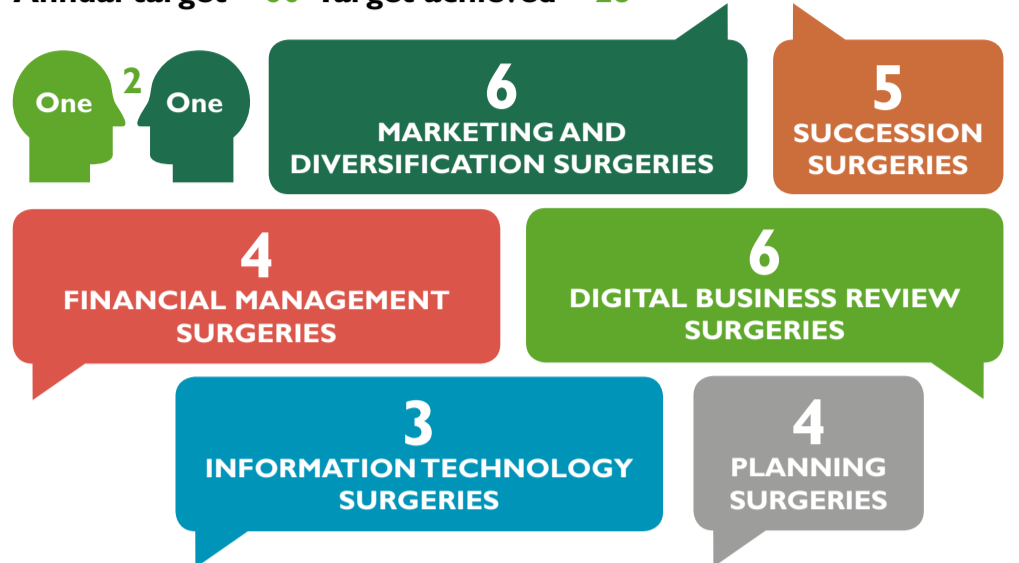 One 2 One
6
MARKETING AND
DIVERSIFICATION SURGERIES
5
SUCCESSION
SURGERIES
4
FINANCIAL MANAGEMENT
SURGERIES
6
DIGITAL BUSINESS REVIEW
SURGERIES
3
INFORMATION TECHNOLOGY
SURGERIES
4
PLANNING
SURGERIES